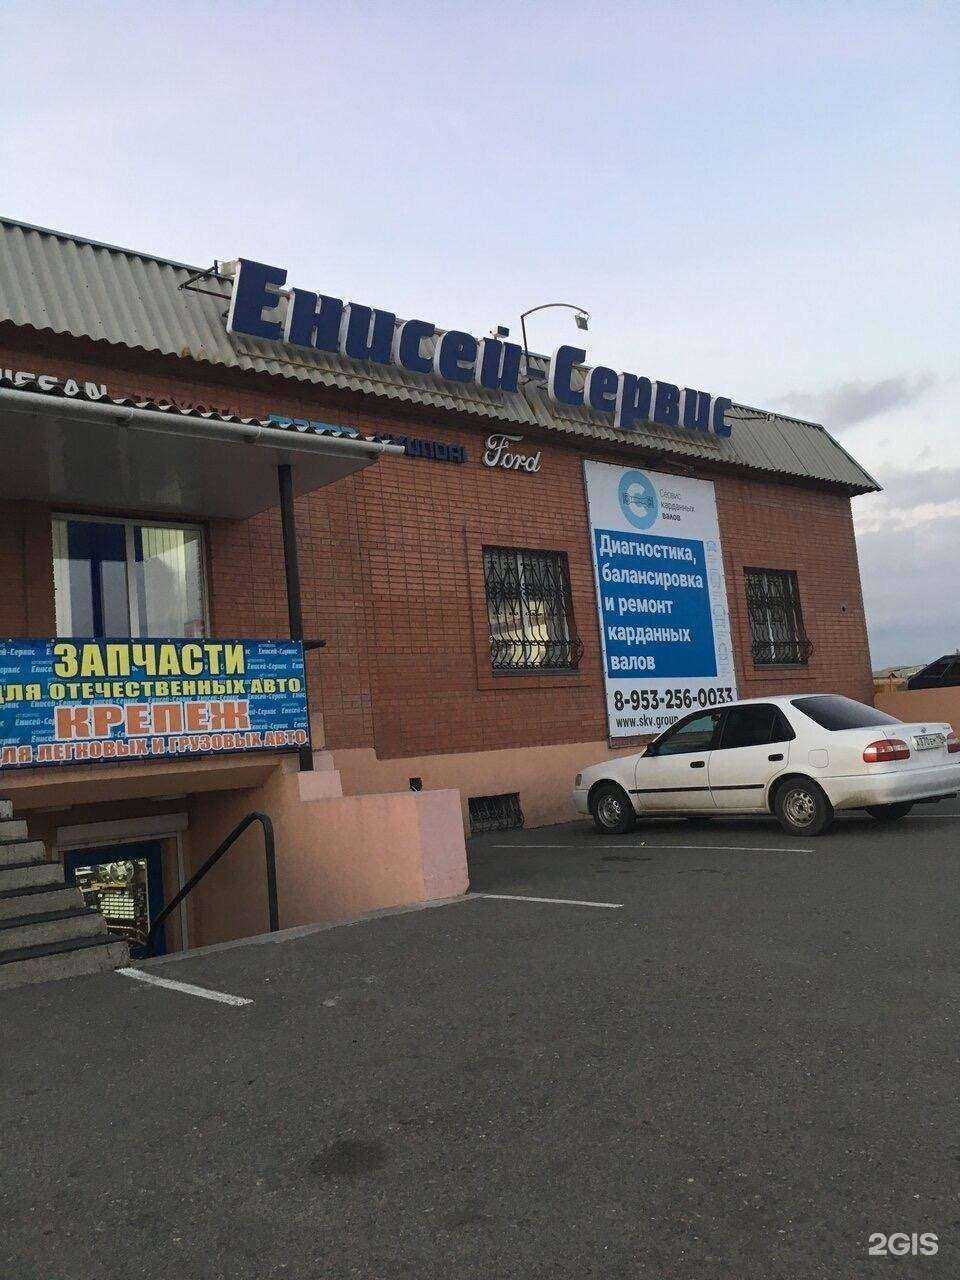 Енисей-Сервис
Ford
Сервис
карданных
валов
Диагностика,
балансировка
и ремонт
карданных
валов
8-953-256-0033
www.skv.group
ЗАПЧАСТИ
ДЛЯ ОТЕЧЕСТВЕННЫХ АВТО
КРЕПЕЖ
ДЛЯ ЛЕГКОВЫХ И ГРУЗОВЫХ АВТО
2GIS